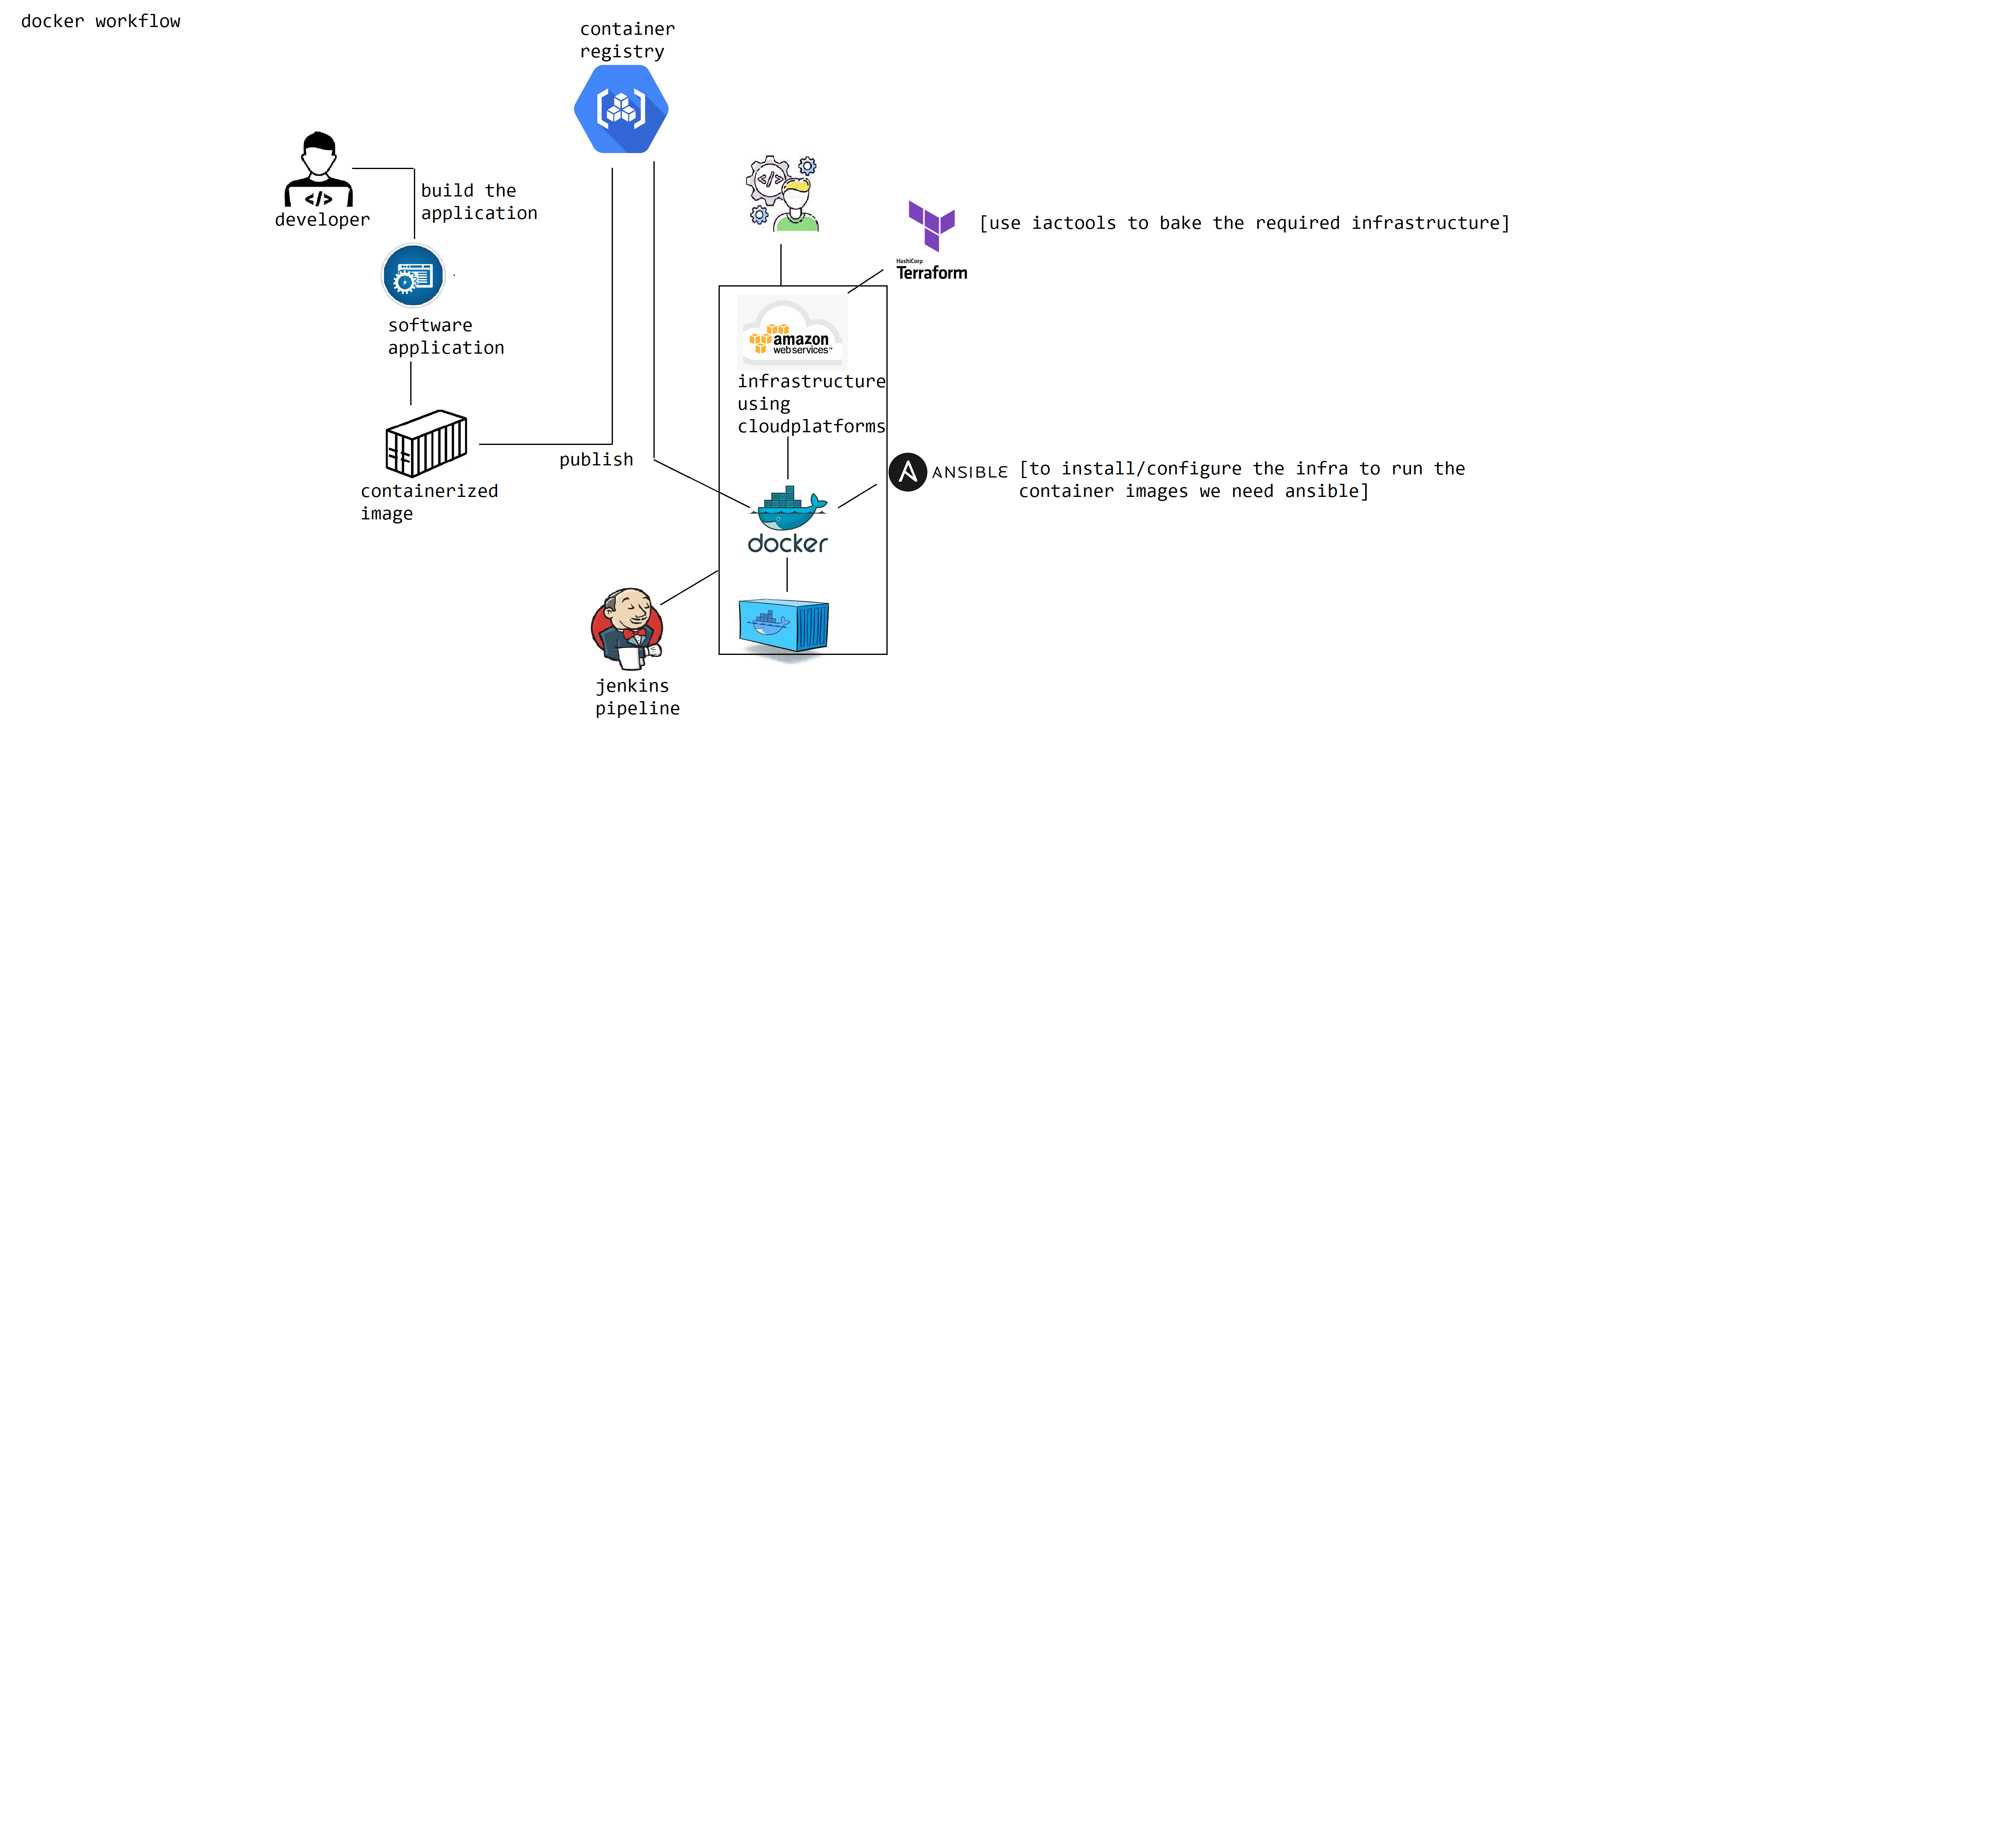 docker workflow
container
registry
</>
developer
build the
application
software
application
containerized
image
publish
</>
HashiCorp
Terraform
[use iactools to bake the required infrastructure]
amazon
web services™
infrastructure
using
cloudplatforms
ANSIBLE
[to install/configure the infra to run the
container images we need ansible]
docker
jenkins
pipeline